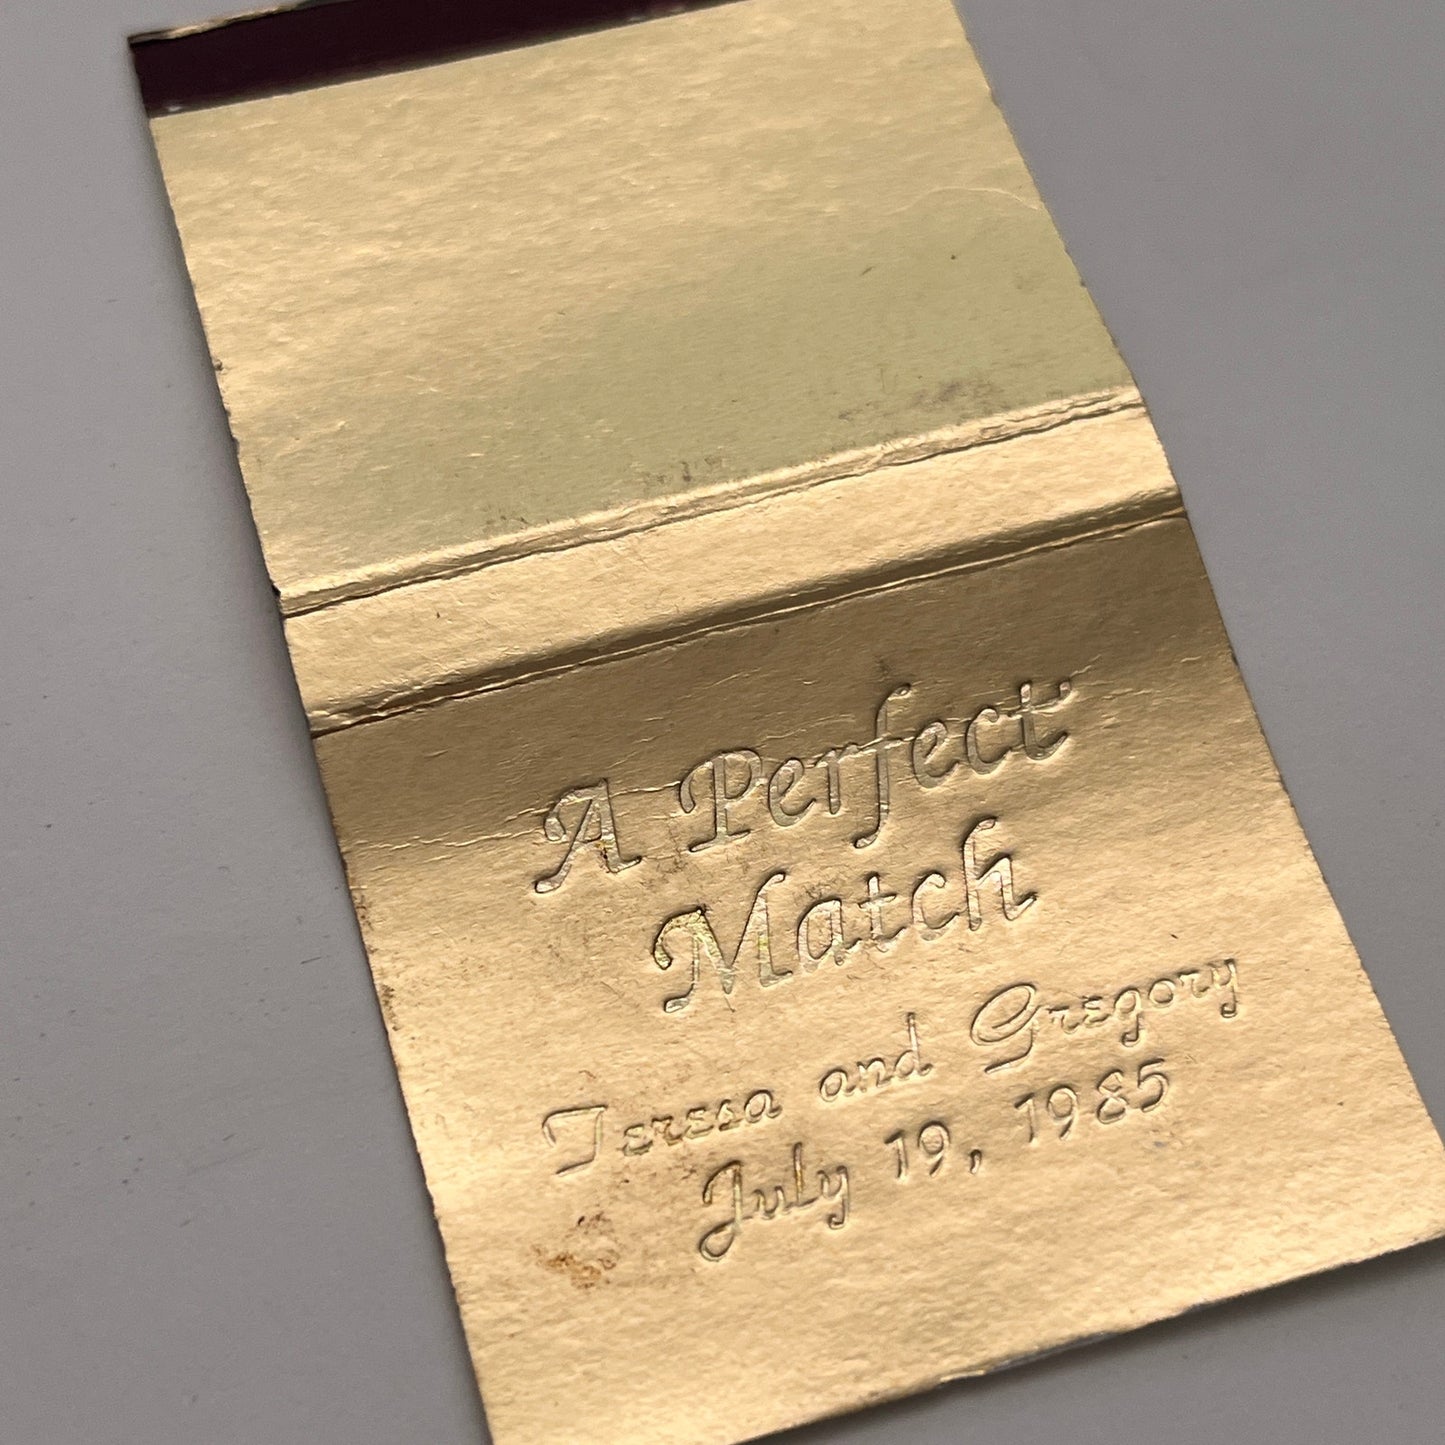 A Perfect
Match
Teresa and Gregory
July 19, 1985